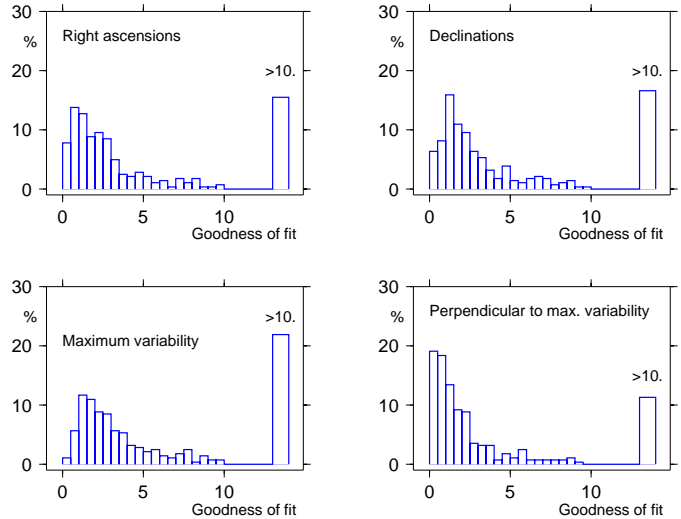 30
%
Right ascensions
20
>10.
10
0
0 5 10
Goodness of fit
30
%
Declinations
20
>10.
10
0
0 5 10
Goodness of fit
30
>10.
%
Maximum variability
20
10
0
0 5 10
Goodness of fit
30
Perpendicular to max. variability
%
20
>10.
10
0
0 5 10
Goodness of fit